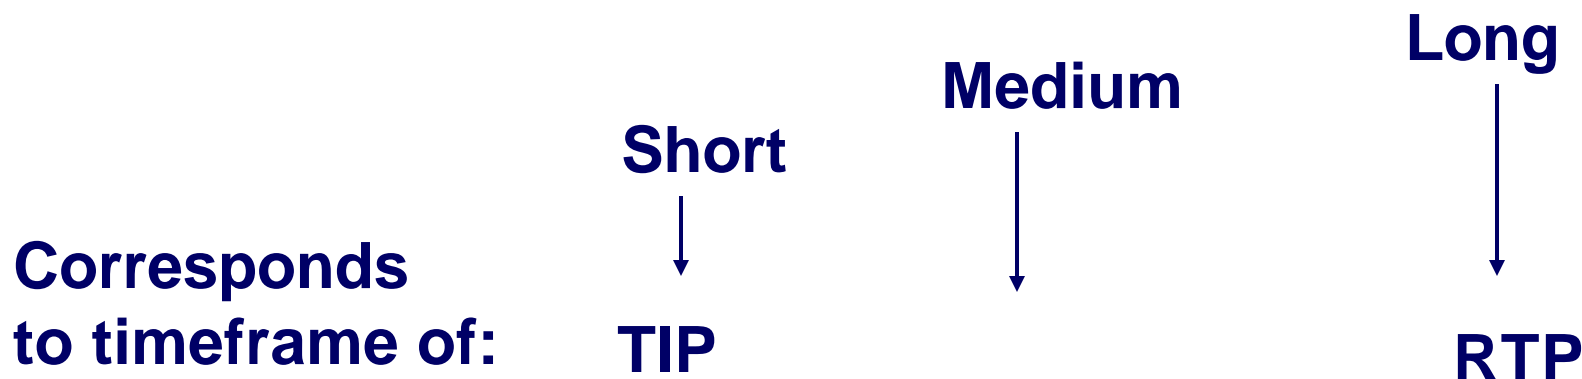 Long
Medium
Short
Corresponds
to timeframe of:
TIP
RTP